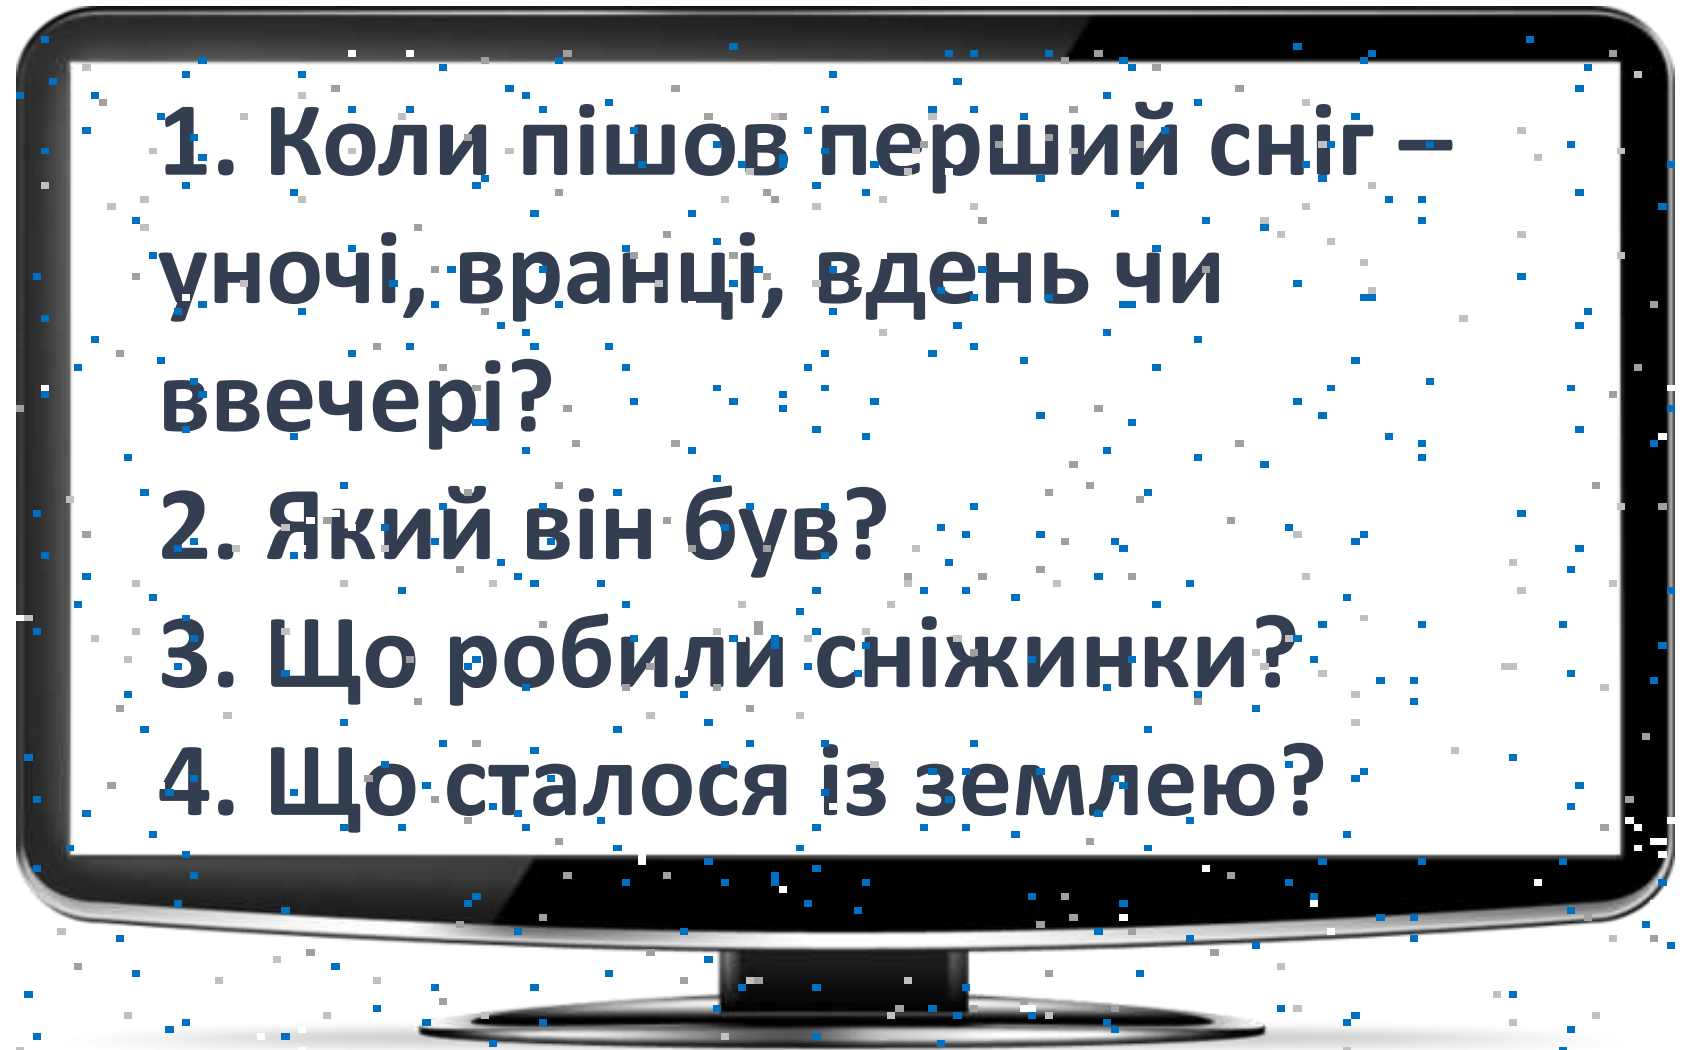 1. Коли пішов перший сніг –
уночі, вранці, вдень чи
ввечері?
2. Який він був?
3. Що робили сніжинки?
4. Що сталося із землею?